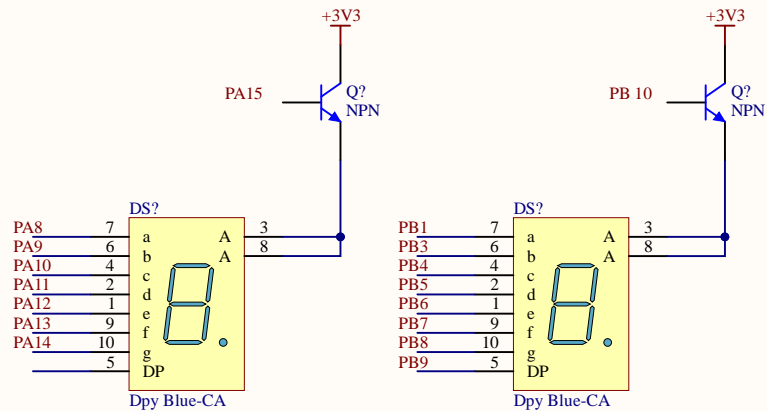 +3V3
PA15
Q?
NPN
DS?
PA8 7 a A 3
PA9 6 b A 8
PA10 4 c
PA11 2 d
PA12 1 e
PA13 9 f
PA14 10 g
5 DP
Dpy Blue-CA
+3V3
PB 10
Q?
NPN
DS?
PB1 7 a A 3
PB3 6 b A 8
PB4 4 c
PB5 2 d
PB6 1 e
PB7 9 f
PB8 10 g
PB9 5 DP
Dpy Blue-CA